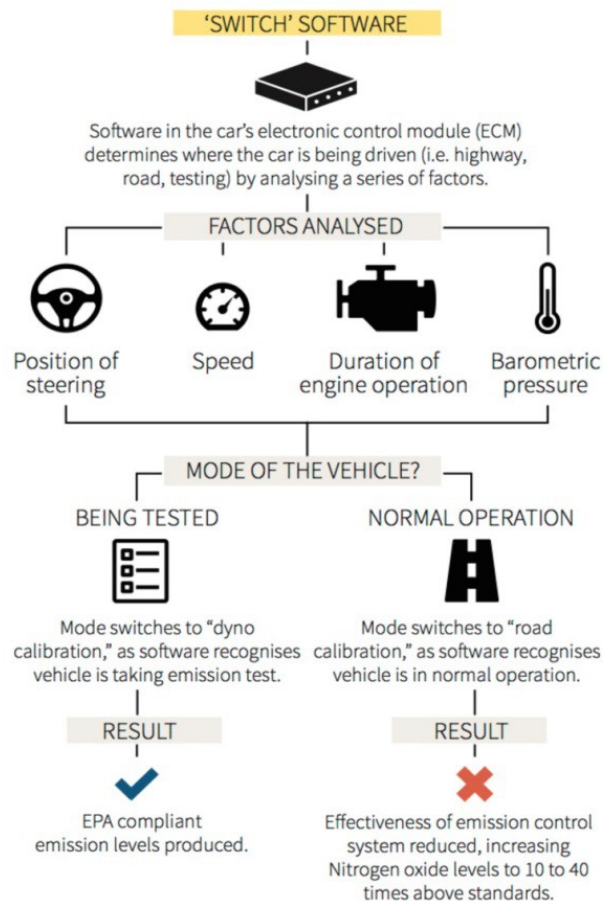 ‘SWITCH’ SOFTWARE
Software in the car’s electronic control module (ECM)
determines where the car is being driven (i.e. highway,
road, testing) by analysing a series of factors.
FACTORS ANALYSED
Position of
steering
Speed
Duration of
engine operation
Barometric
pressure
MODE OF THE VEHICLE?
BEING TESTED
Mode switches to “dyno
calibration,” as software recognises
vehicle is taking emission test.
RESULT
EPA compliant
emission levels produced.
NORMAL OPERATION
Mode switches to “road
calibration,” as software recognises
vehicle is in normal operation.
RESULT
Effectiveness of emission control
system reduced, increasing
Nitrogen oxide levels to 10 to 40
times above standards.